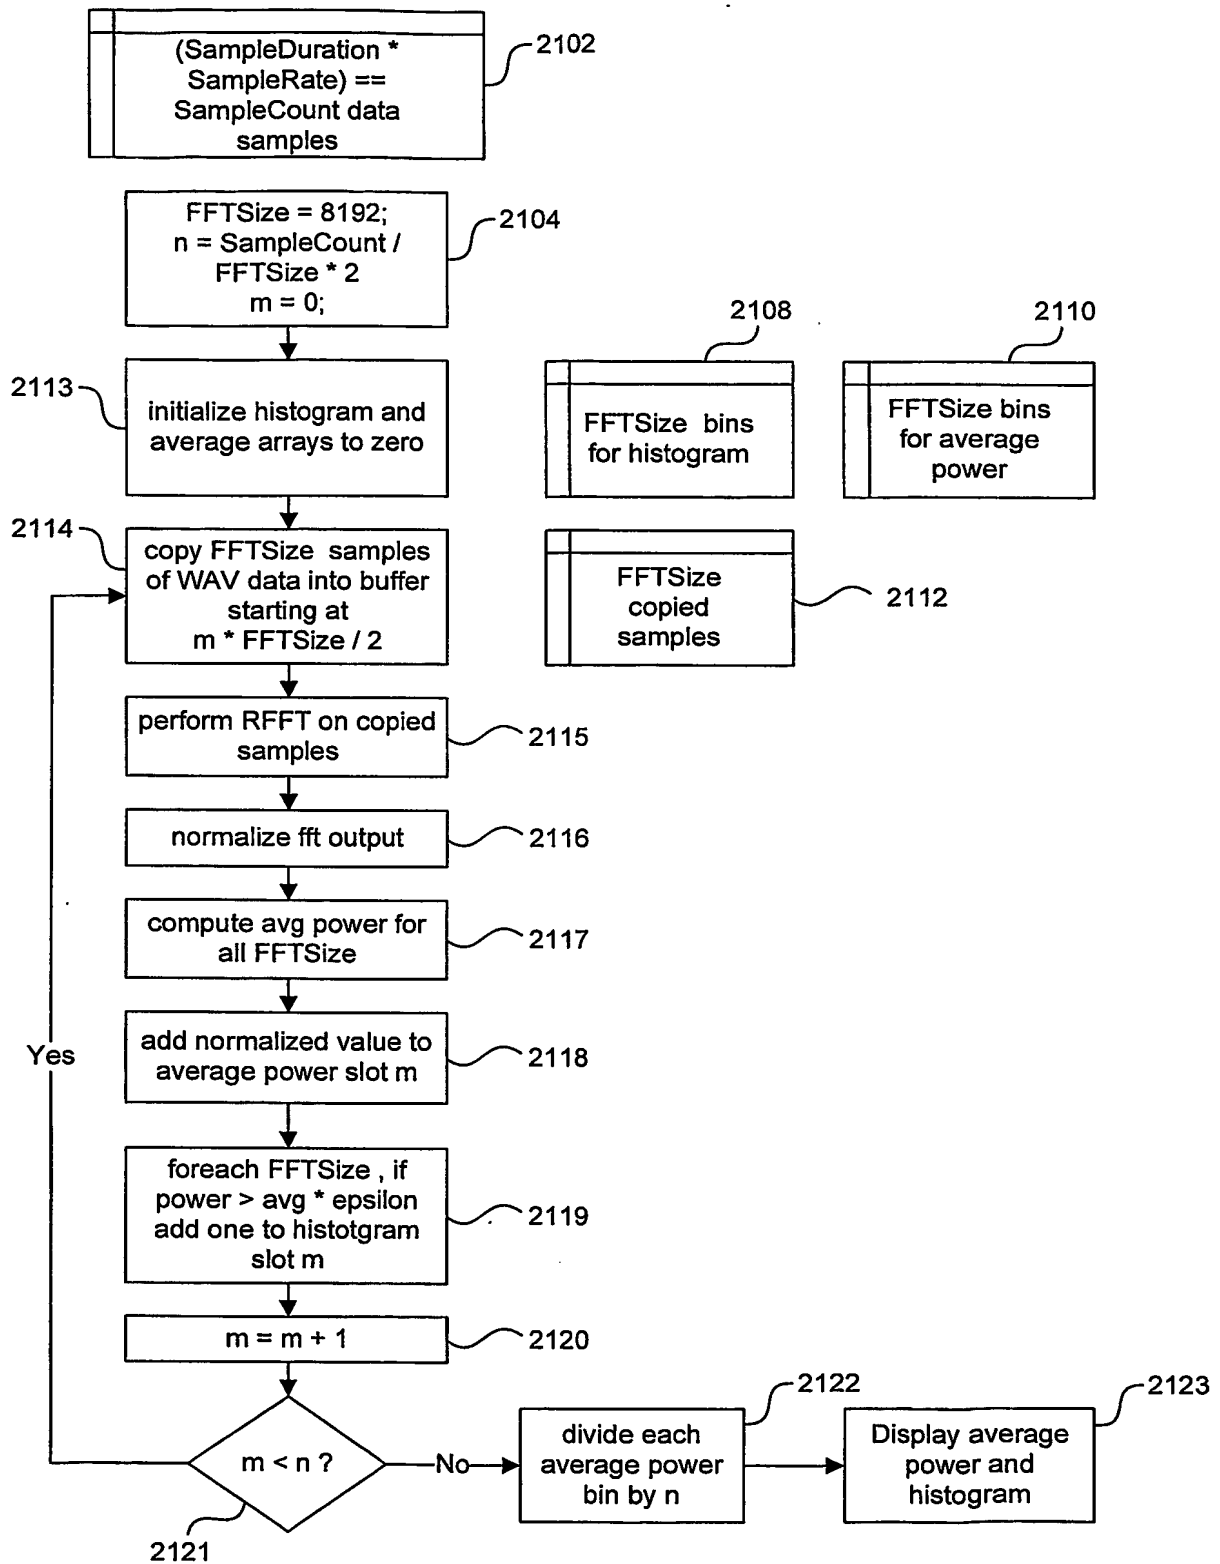 (SampleDuration *
SampleRate) ==
SampleCount data
samples
2102
FFTSize = 8192;
n = SampleCount /
FFTSize * 2
m = 0;
2104
2108
2110
2113
initialize histogram and
average arrays to zero
FFTSize bins
for histogram
FFTSize bins
for average
power
2114
copy FFTSize samples
of WAV data into buffer
starting at
m * FFTSize / 2
FFTSize
copied
samples
2112
perform RFFT on copied
samples
2115
normalize fft output
2116
compute avg power for
all FFTSize
2117
Yes
add normalized value to
average power slot m
2118
foreach FFTSize , if
power > avg * epsilon
add one to histotgram
slot m
2119
m = m + 1
2120
m < n ?
2121
No
divide each
average power
bin by n
2122
Display average
power and
histogram
2123